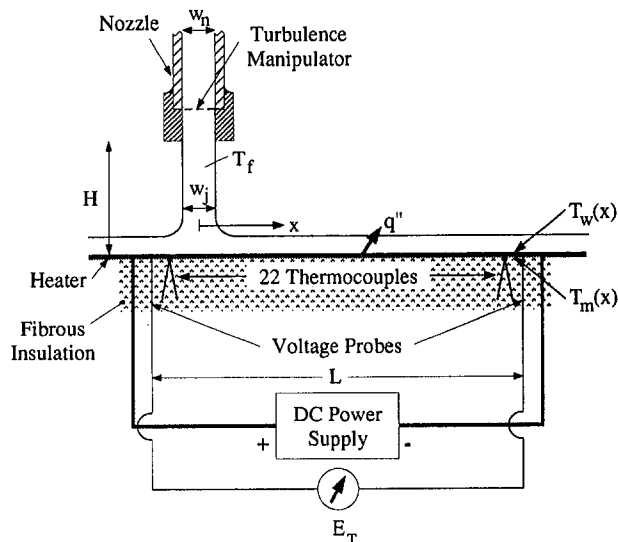 Nozzle
w_n
Turbulence
Manipulator
T_f
H
w_j
x
q"
T_w(x)
Heater
22 Thermocouples
T_m(x)
Fibrous
Insulation
Voltage Probes
L
DC Power
Supply
+
-
E_T